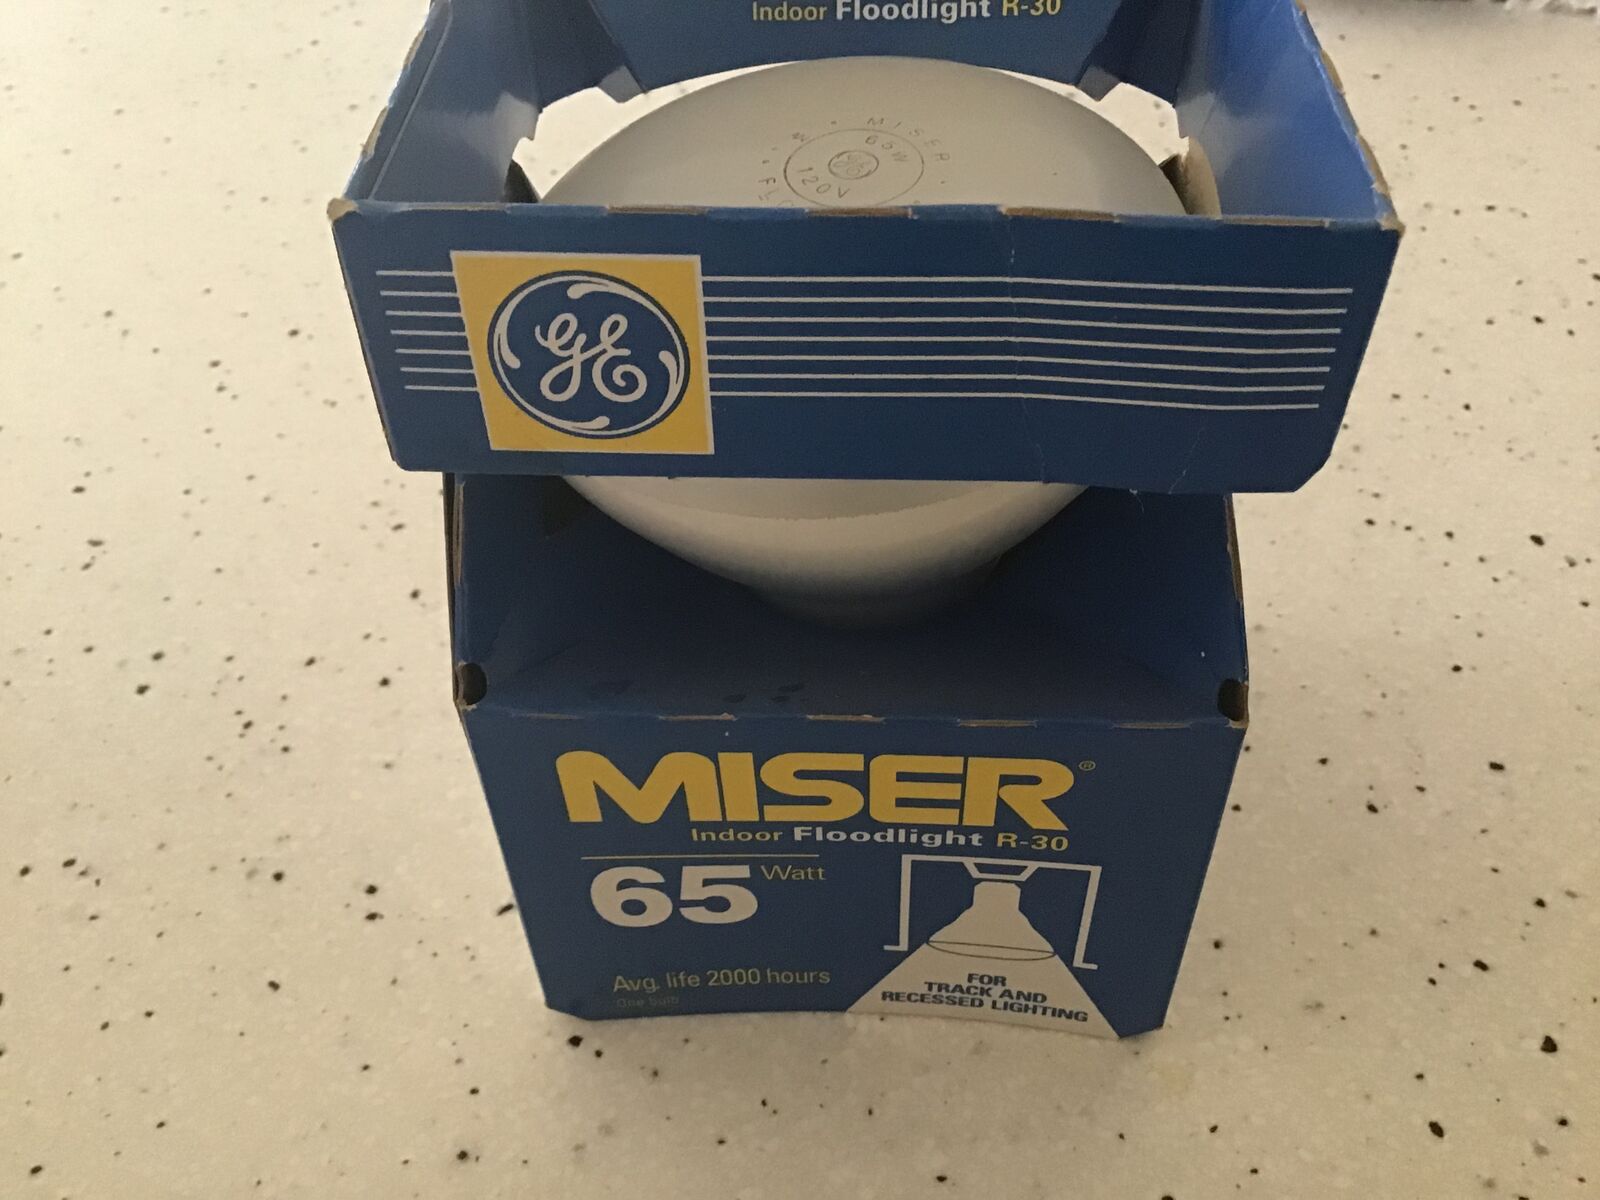 Indoor Floodlight R-30
MISER
65W
GE
120V
GE
MISER®
Indoor Floodlight R-30
65 Watt
Avg. life 2000 hours
One bulb
FOR
TRACK AND
RECESSED LIGHTING